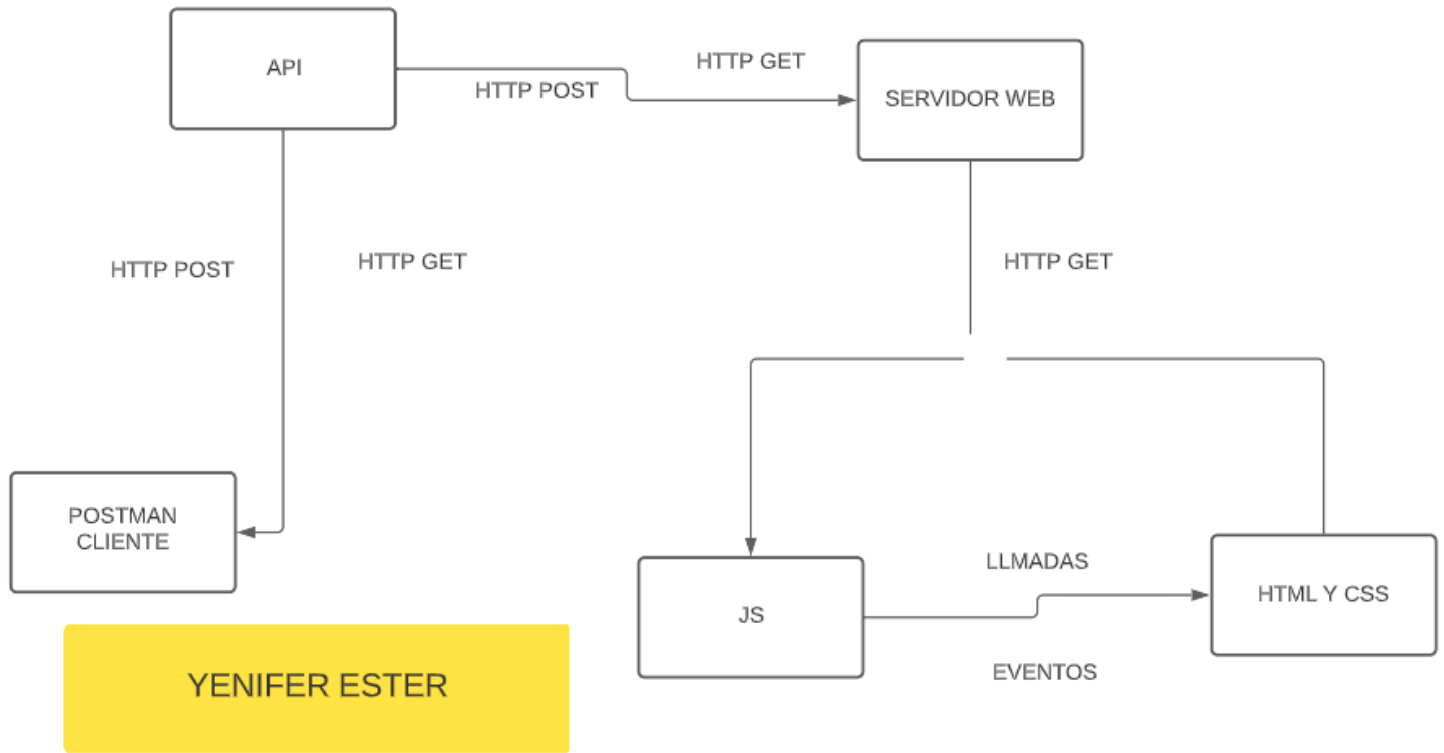 API
HTTP GET
HTTP POST
SERVIDOR WEB
HTTP POST
HTTP GET
HTTP GET
POSTMAN
CLIENTE
LLMADAS
JS
HTML Y CSS
EVENTOS
YENIFER ESTER